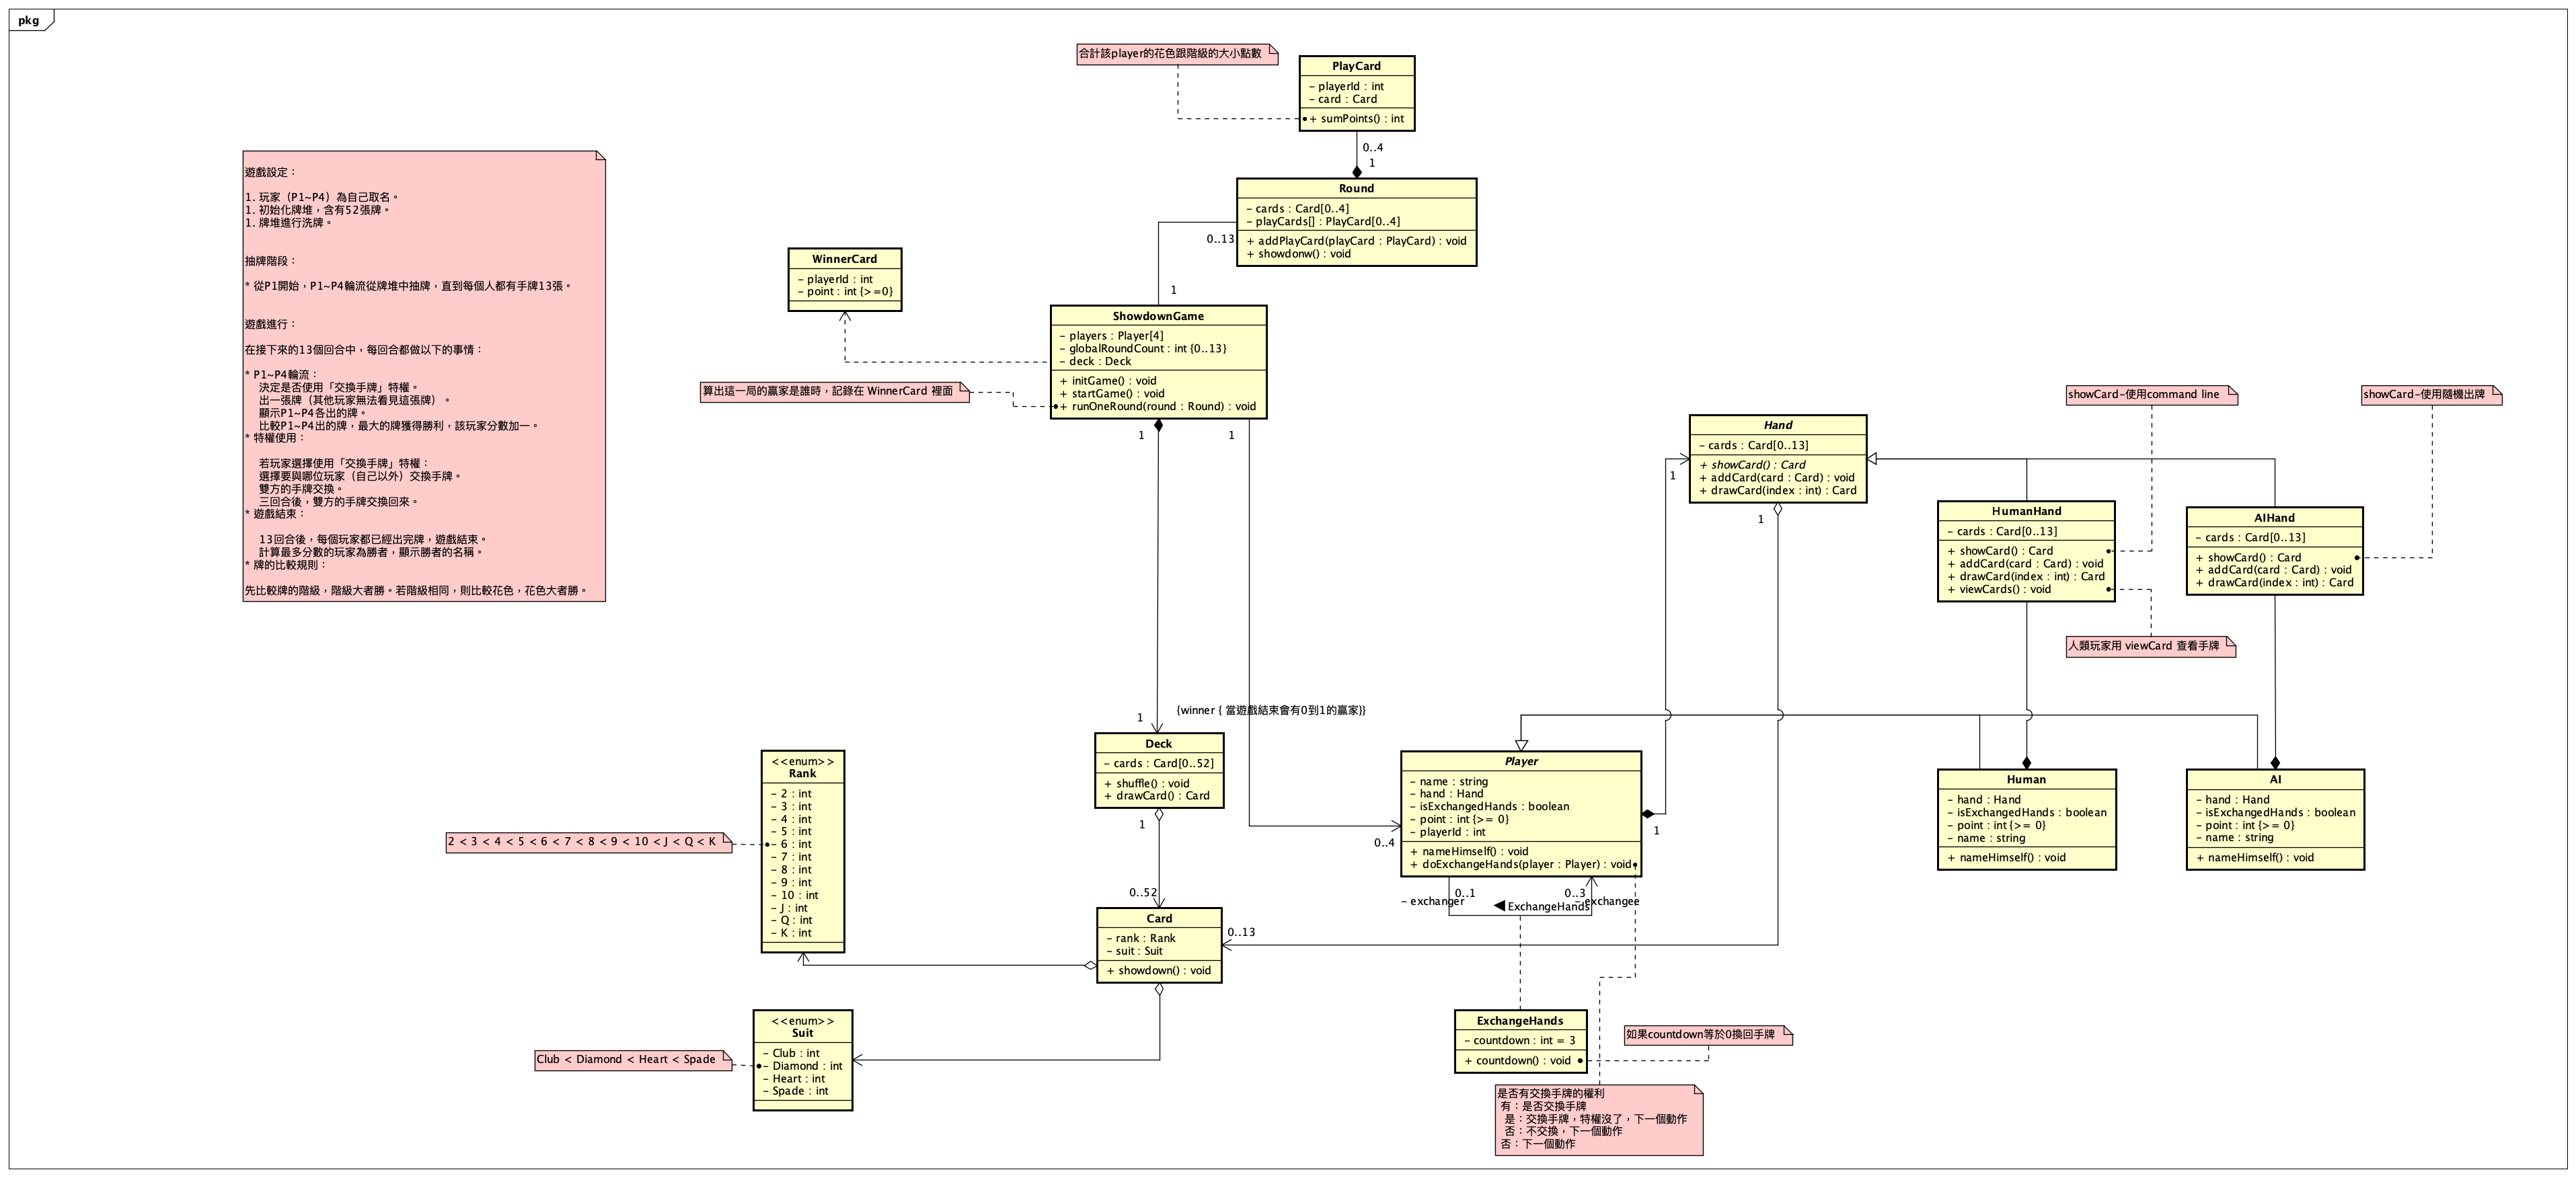 pkg
合計該player的花色跟階級的大小點數
PlayCard
- playerId : int
- card : Card
+ sumPoints() : int
0..4
1
Round
- cards : Card[0..4]
- playCards[] : PlayCard[0..4]
+ addPlayCard(playCard : PlayCard) : void
+ showdonw() : void
0..13
1
遊戲設定：
1. 玩家（P1~P4）為自己取名。
1. 初始化牌堆，含有52張牌。
1. 牌堆進行洗牌。
抽牌階段：
* 從P1開始，P1~P4輪流從牌堆中抽牌，直到每個人都有手牌13張。
遊戲進行：
在接下來的13個回合中，每回合都做以下的事情：
* P1~P4輪流：
決定是否使用「交換手牌」特權。
出一張牌（其他玩家無法看見這張牌）。
顯示P1~P4各出的牌。
比較P1~P4出的牌，最大的牌獲得勝利，該玩家分數加一。
* 特權使用：
若玩家選擇使用「交換手牌」特權：
選擇要與哪位玩家（自己以外）交換手牌。
雙方的手牌交換。
三回合後，雙方的手牌交換回來。
* 遊戲結束：
13回合後，每個玩家都已經出完牌，遊戲結束。
計算最多分數的玩家為勝者，顯示勝者的名稱。
* 牌的比較規則：
先比較牌的階級，階級大者勝。若階級相同，則比較花色，花色大者勝。
WinnerCard
- playerId : int
- point : int {>=0}
ShowdownGame
- players : Player[4]
- globalRoundCount : int {0..13}
- deck : Deck
+ initGame() : void
+ startGame() : void
+ runOneRound(round : Round) : void
算出這一局的贏家是誰時，記錄在 WinnerCard 裡面
1
1
showCard-使用command line
showCard-使用隨機出牌
Hand
- cards : Card[0..13]
+ showCard() : Card
+ addCard(card : Card) : void
+ drawCard(index : int) : Card
1
1
HumanHand
- cards : Card[0..13]
+ showCard() : Card
+ addCard(card : Card) : void
+ drawCard(index : int) : Card
+ viewCards() : void
AIHand
- cards : Card[0..13]
+ showCard() : Card
+ addCard(card : Card) : void
+ drawCard(index : int) : Card
人類玩家用 viewCard 查看手牌
{winner { 當遊戲結束會有0到1的贏家}}
1
Deck
- cards : Card[0..52]
+ shuffle() : void
+ drawCard() : Card
1
0..52
<<enum>>
Rank
- 2 : int
- 3 : int
- 4 : int
- 5 : int
- 6 : int
- 7 : int
- 8 : int
- 9 : int
- 10 : int
- J : int
- Q : int
- K : int
2 < 3 < 4 < 5 < 6 < 7 < 8 < 9 < 10 < J < Q < K
Player
- name : string
- hand : Hand
- isExchangedHands : boolean
- point : int {>= 0}
- playerId : int
+ nameHimself() : void
+ doExchangeHands(player : Player) : void
0..4
1
0..1
- exchanger
ExchangeHands
0..3
- exchangee
Human
- hand : Hand
- isExchangedHands : boolean
- point : int {>= 0}
- name : string
+ nameHimself() : void
AI
- hand : Hand
- isExchangedHands : boolean
- point : int {>= 0}
- name : string
+ nameHimself() : void
Card
- rank : Rank
- suit : Suit
+ showdown() : void
0..13
<<enum>>
Suit
- Club : int
- Diamond : int
- Heart : int
- Spade : int
Club < Diamond < Heart < Spade
ExchangeHands
- countdown : int = 3
+ countdown() : void
如果countdown等於0換回手牌
是否有交換手牌的權利
有：是否交換手牌
是：交換手牌，特權沒了，下一個動作
否：不交換，下一個動作
否：下一個動作